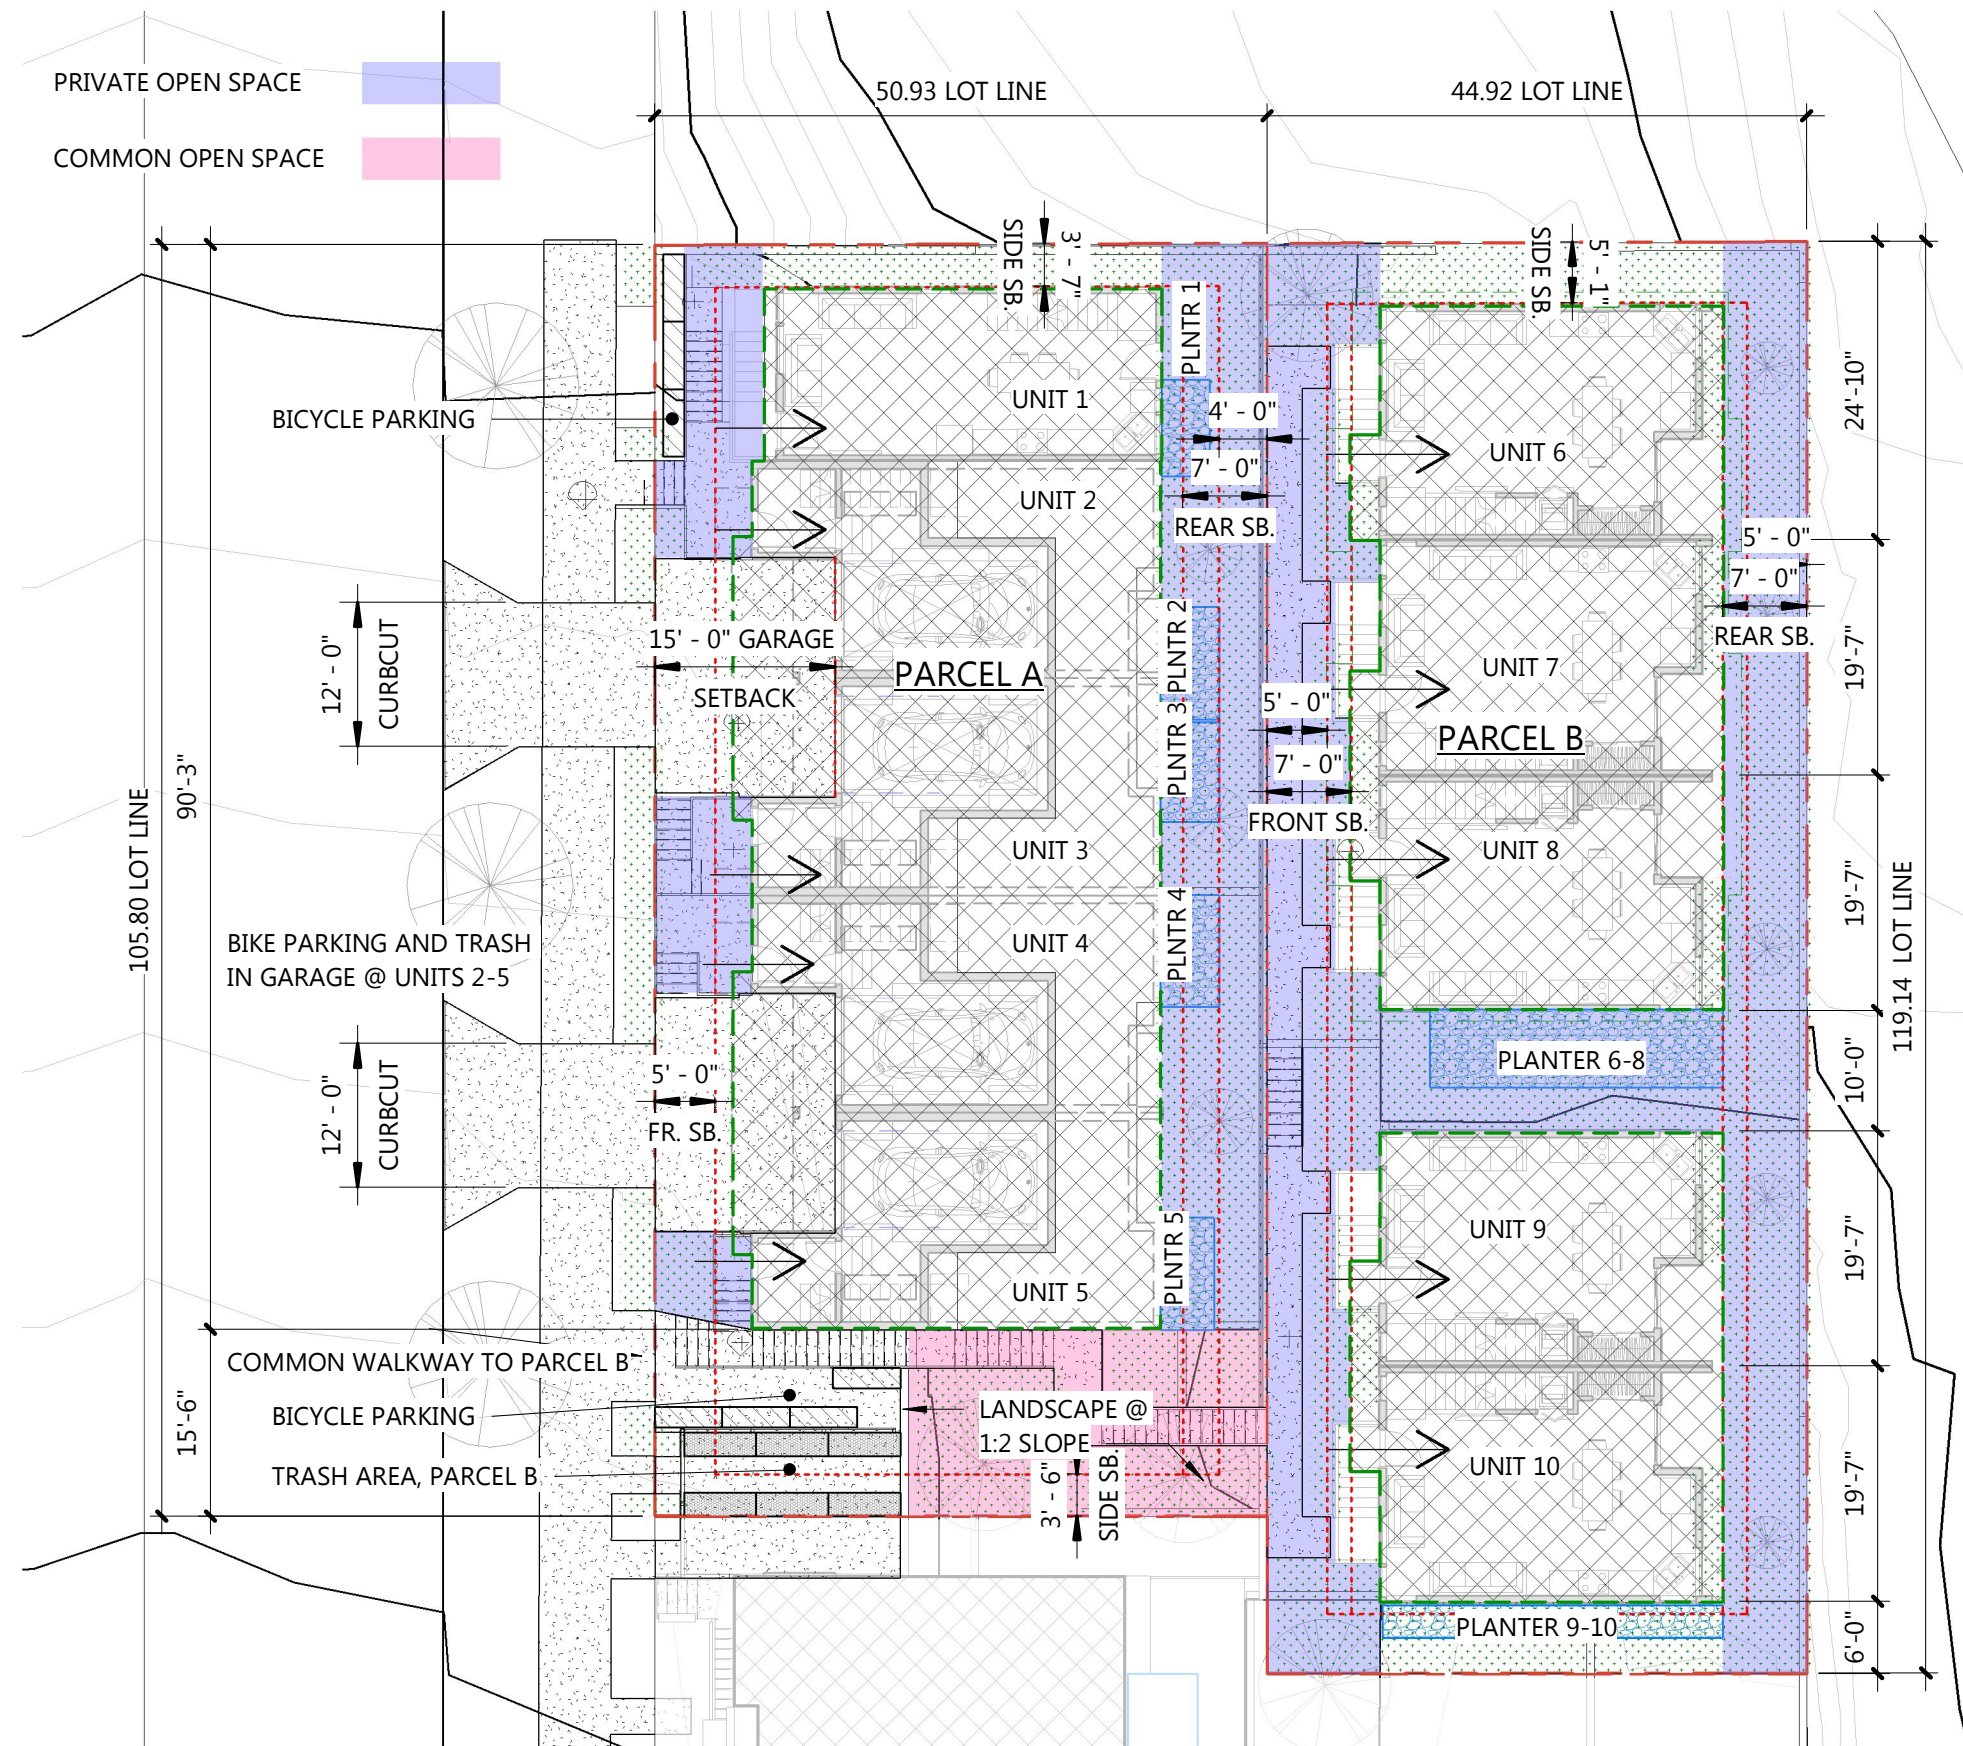 PRIVATE OPEN SPACE
COMMON OPEN SPACE
50.93 LOT LINE
44.92 LOT LINE
SIDE SB.
3' - 7"
SIDE SB.
5' - 1"
PLNTR 1
UNIT 1
BICYCLE PARKING
4' - 0"
7' - 0"
REAR SB.
UNIT 2
UNIT 6
24'-10"
5' - 0"
7' - 0"
REAR SB.
12' - 0"
CURBCUT
15' - 0" GARAGE
SETBACK
PARCEL A
PLNTR 2
PLNTR 3
UNIT 7
19'-7"
5' - 0"
7' - 0"
FRONT SB.
PARCEL B
90'-3"
105.80 LOT LINE
UNIT 3
UNIT 8
19'-7"
119.14 LOT LINE
BIKE PARKING AND TRASH
IN GARAGE @ UNITS 2-5
UNIT 4
PLNTR 4
12' - 0"
CURBCUT
5' - 0"
FR. SB.
PLANTER 6-8
10'-0"
PLNTR 5
UNIT 5
UNIT 9
19'-7"
COMMON WALKWAY TO PARCEL B
BICYCLE PARKING
TRASH AREA, PARCEL B
15'-6"
LANDSCAPE @
1:2 SLOPE
3' - 6"
SIDE SB.
UNIT 10
19'-7"
PLANTER 9-10
6'-0"